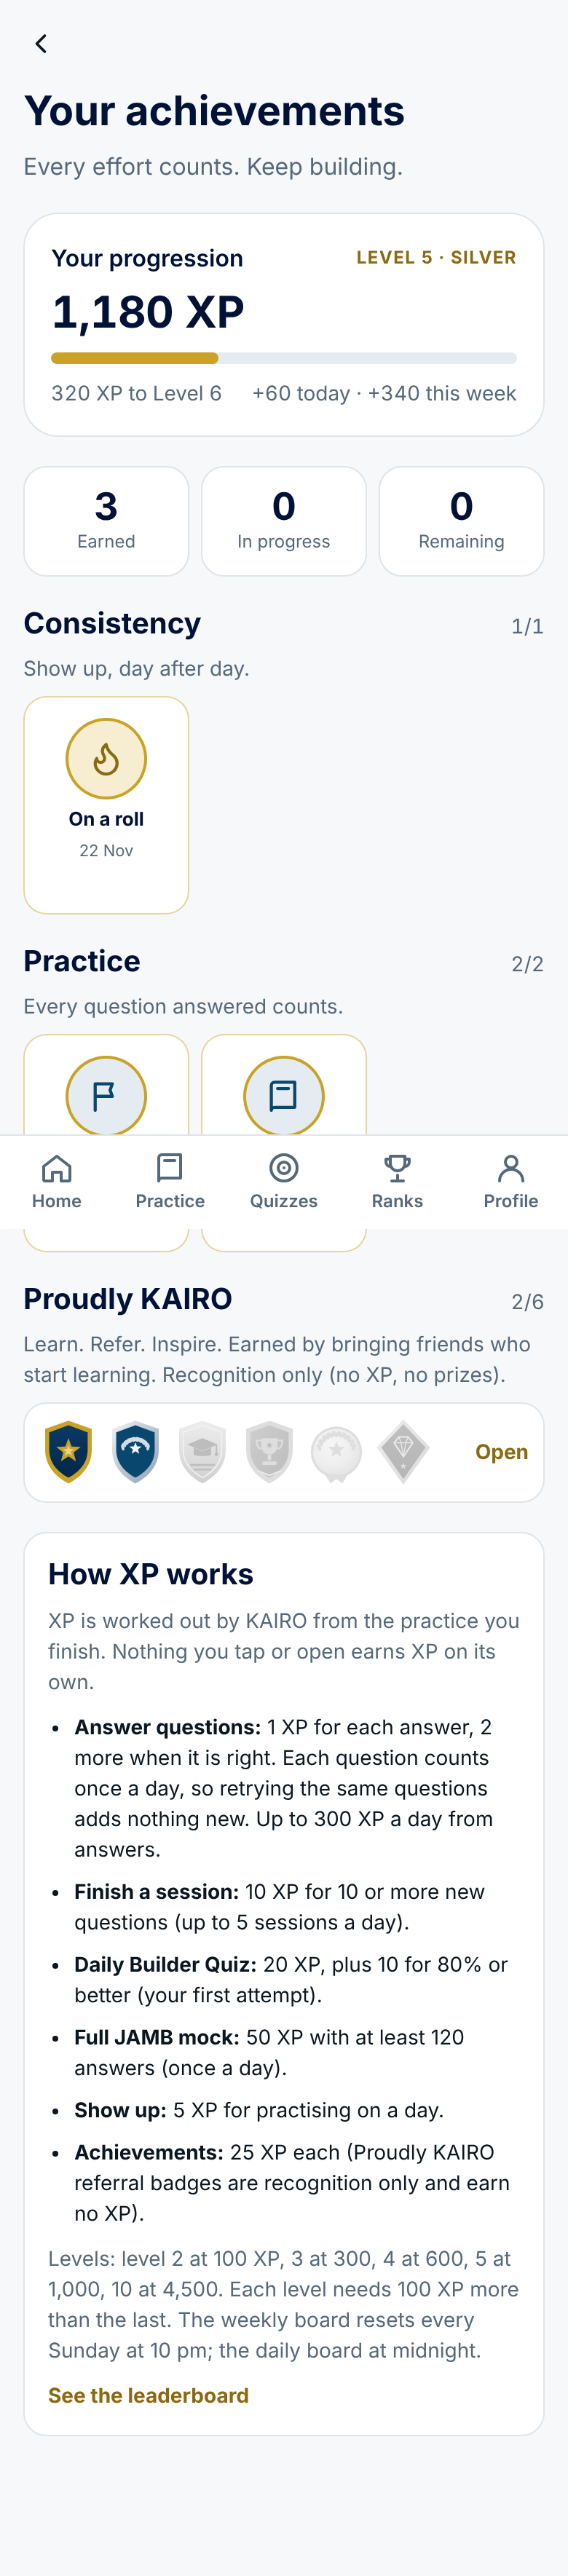 Your achievements
Every effort counts. Keep building.
Your progression
LEVEL 5 · SILVER
1,180 XP
320 XP to Level 6
+60 today · +340 this week
3
Earned
0
In progress
0
Remaining
Consistency
1/1
Show up, day after day.
On a roll
22 Nov
Practice
2/2
Every question answered counts.
Home
Practice
Quizzes
Ranks
Profile
Proudly KAIRO
2/6
Learn. Refer. Inspire. Earned by bringing friends who
start learning. Recognition only (no XP, no prizes).
Open
How XP works
XP is worked out by KAIRO from the practice you
finish. Nothing you tap or open earns XP on its
own.
• Answer questions: 1 XP for each answer, 2
more when it is right. Each question counts
once a day, so retrying the same questions
adds nothing new. Up to 300 XP a day from
answers.
• Finish a session: 10 XP for 10 or more new
questions (up to 5 sessions a day).
• Daily Builder Quiz: 20 XP, plus 10 for 80% or
better (your first attempt).
• Full JAMB mock: 50 XP with at least 120
answers (once a day).
• Show up: 5 XP for practising on a day.
• Achievements: 25 XP each (Proudly KAIRO
referral badges are recognition only and earn
no XP).
Levels: level 2 at 100 XP, 3 at 300, 4 at 600, 5 at
1,000, 10 at 4,500. Each level needs 100 XP more
than the last. The weekly board resets every
Sunday at 10 pm; the daily board at midnight.
See the leaderboard